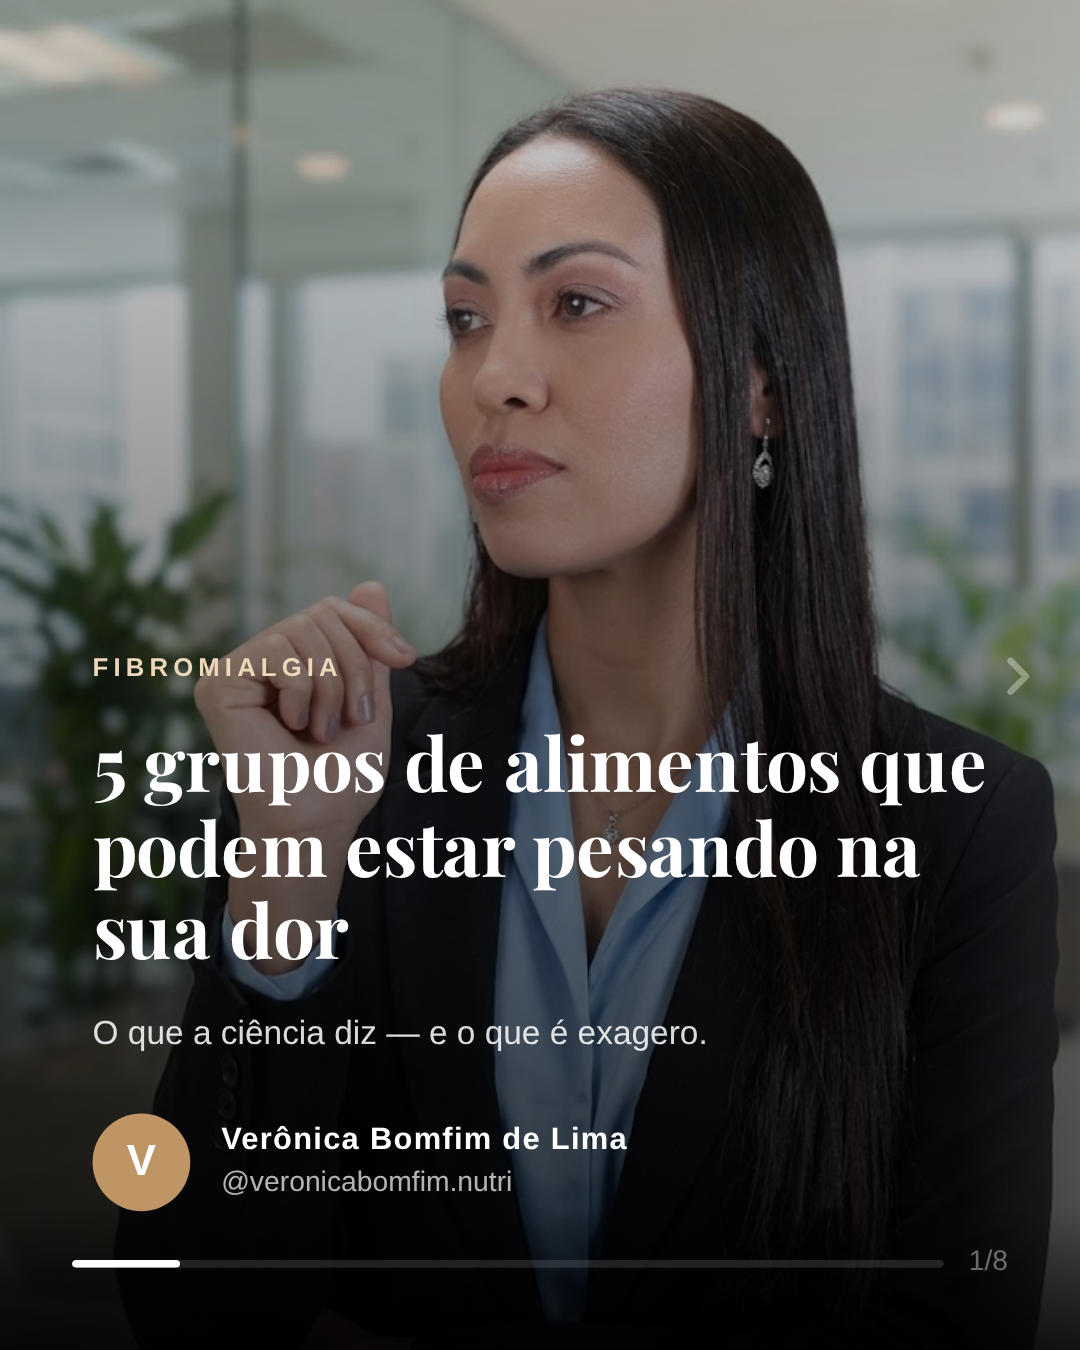 FIBROMIALGIA
5 grupos de alimentos que
podem estar pesando na
sua dor
O que a ciência diz — e o que é exagero.
V
Verônica Bomfim de Lima
@veronicabomfim.nutri
1/8